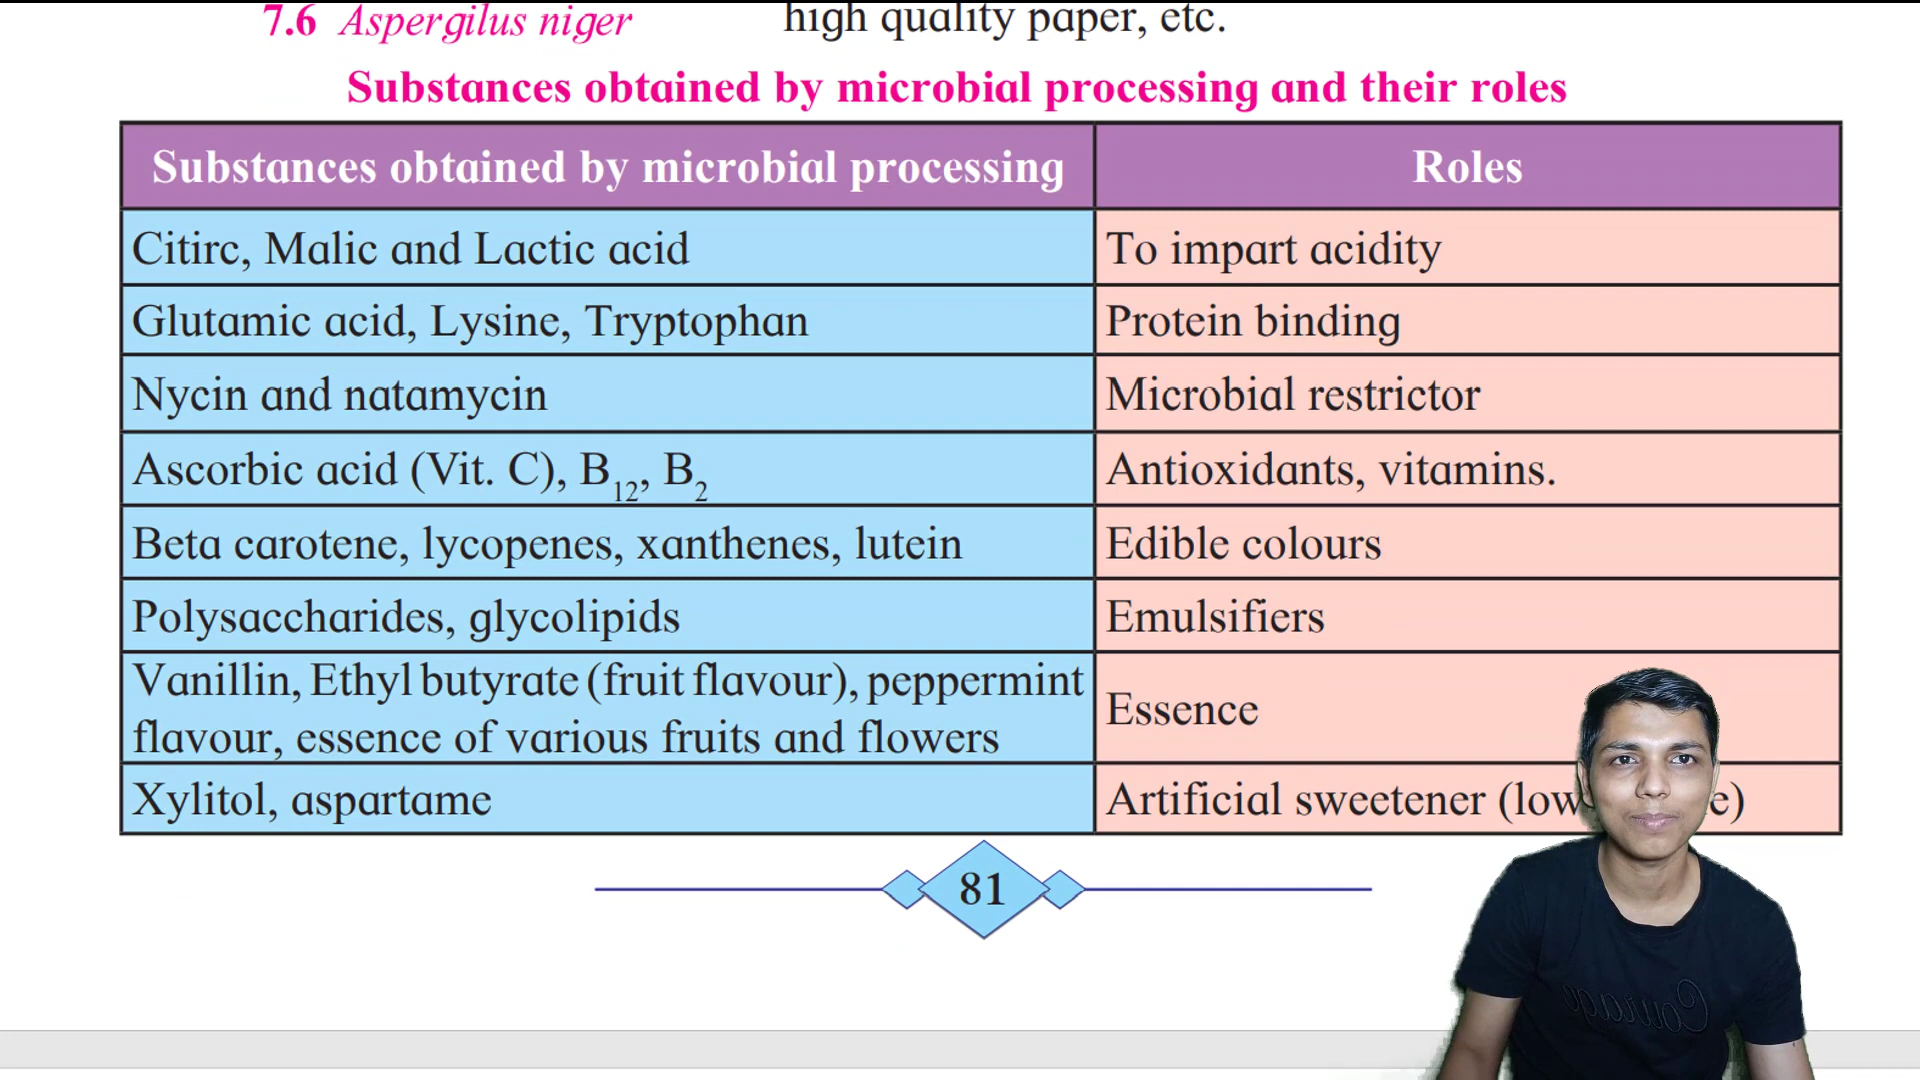 7.6 Aspergilus niger high quality paper, etc.
Substances obtained by microbial processing and their roles
Substances obtained by microbial processing Roles
Citirc, Malic and Lactic acid To impart acidity
Glutamic acid, Lysine, Tryptophan Protein binding
Nycin and natamycin Microbial restrictor
Ascorbic acid (Vit. C), B12, B2 Antioxidants, vitamins.
Beta carotene, lycopenes, xanthenes, lutein Edible colours
Polysaccharides, glycolipids Emulsifiers
Vanillin, Ethyl butyrate (fruit flavour), peppermint
flavour, essence of various fruits and flowers Essence
Xylitol, aspartame Artificial sweetener (low
81
Courage